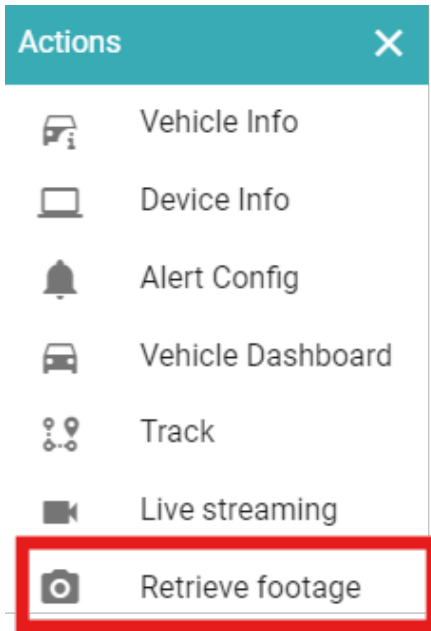 Actions
Vehicle Info
Device Info
Alert Config
Vehicle Dashboard
Track
Live streaming
Retrieve footage